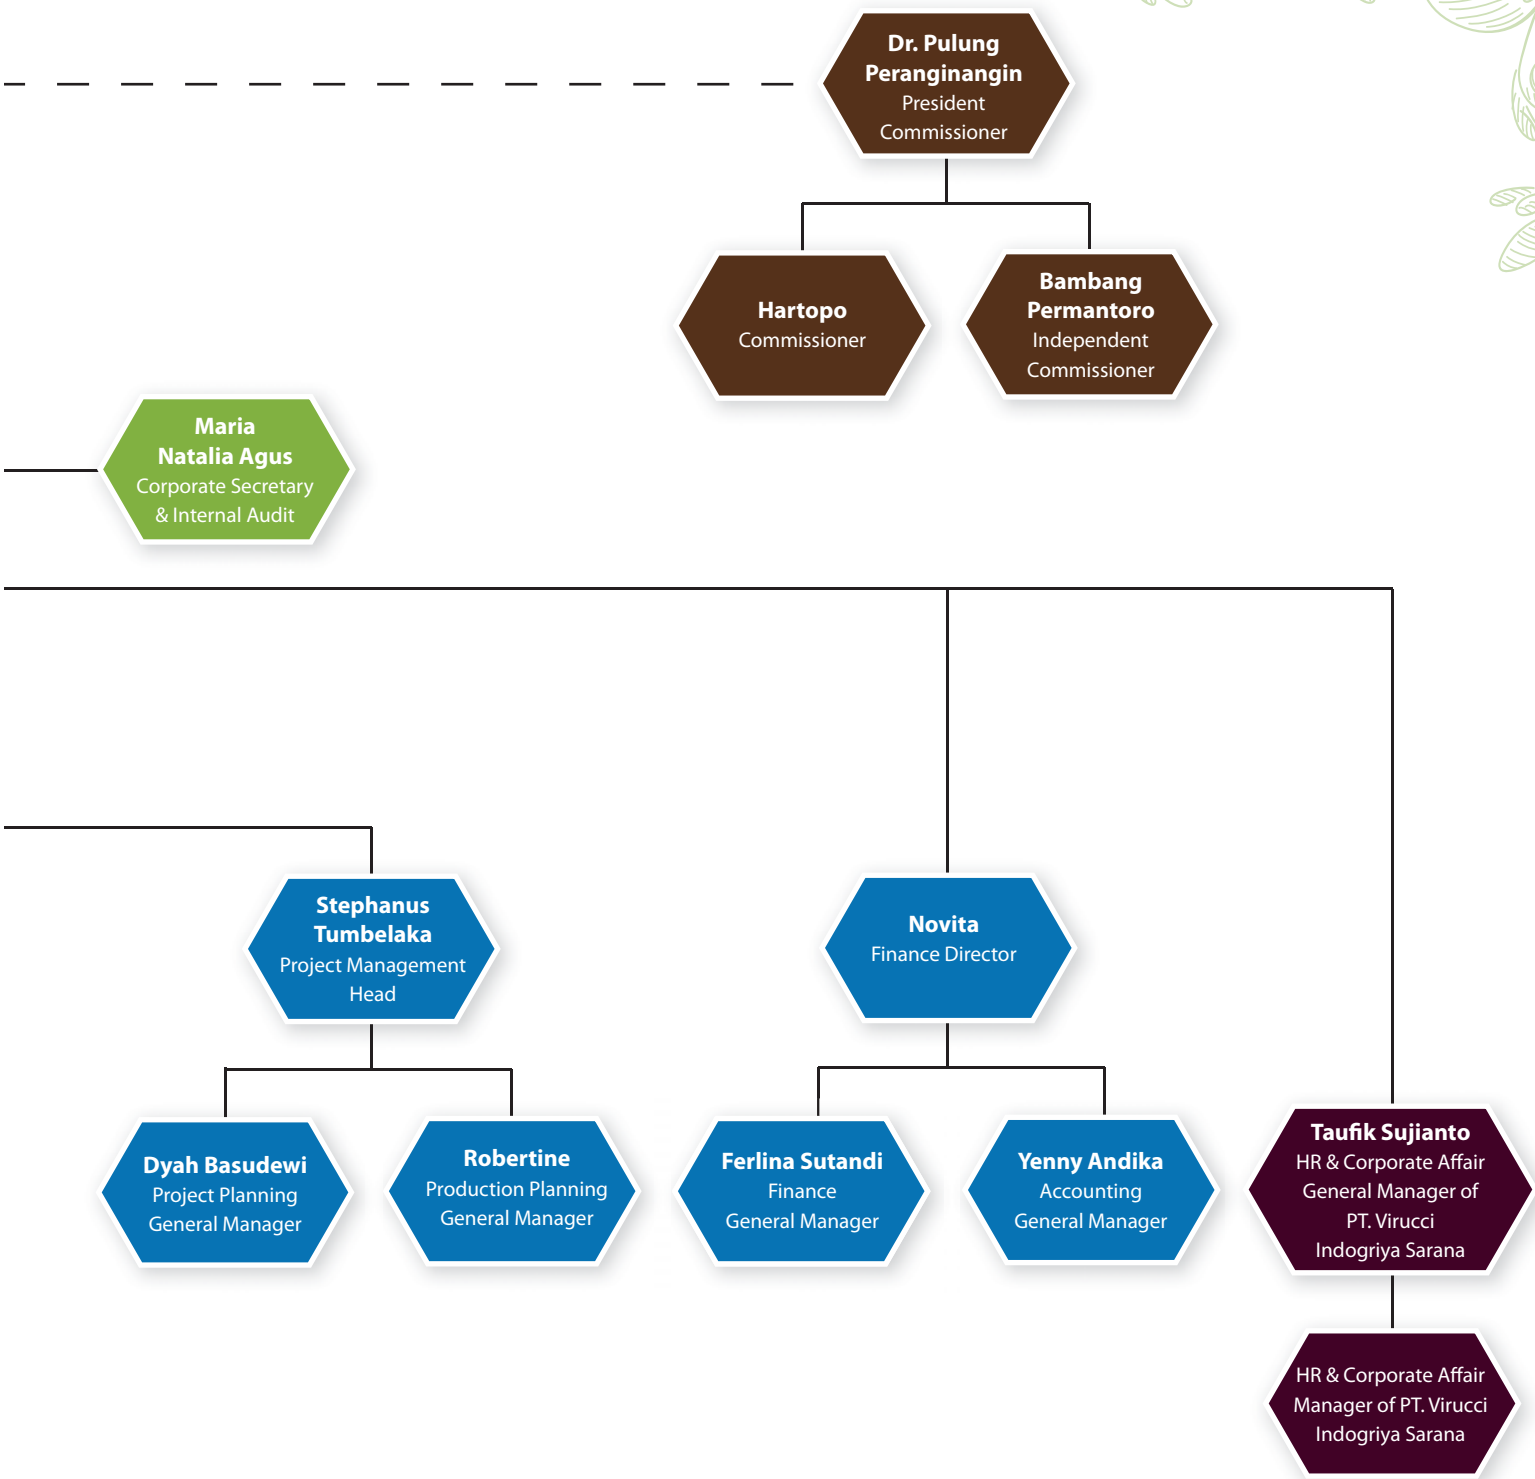 Dr. Pulung
Peranginangin
President
Commissioner
Hartopo
Commissioner
Bambang
Permantoro
Independent
Commissioner
Maria
Natalia Agus
Corporate Secretary
& Internal Audit
Stephanus
Tumbelaka
Project Management
Head
Novita
Finance Director
Dyah Basudewi
Project Planning
General Manager
Robertine
Production Planning
General Manager
Ferlina Sutandi
Finance
General Manager
Yenny Andika
Accounting
General Manager
Taufik Sujianto
HR & Corporate Affair
General Manager of
PT. Virucci
Indogriya Sarana
HR & Corporate Affair
Manager of PT. Virucci
Indogriya Sarana